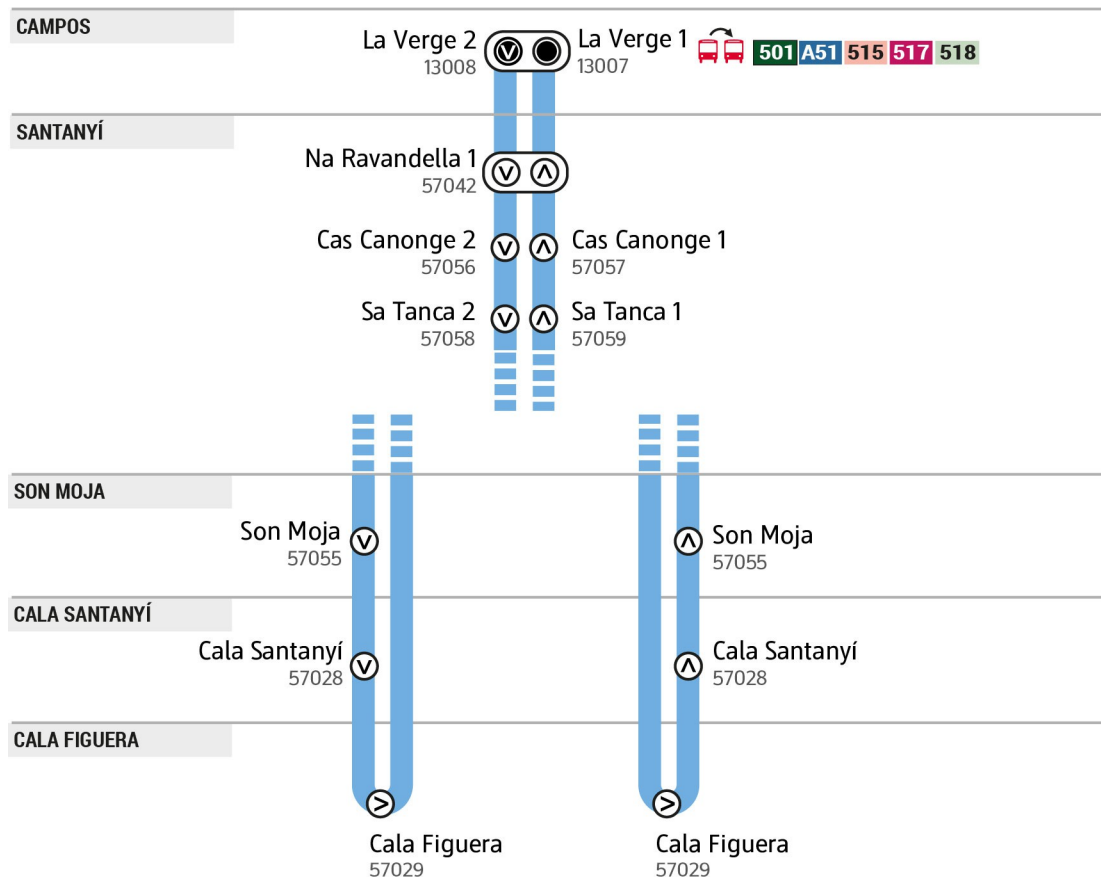 CAMPOS
La Verge 2
13008
La Verge 1
13007
501 A51 515 517 518
SANTANYÍ
Na Ravandella 1
57042
Cas Canonge 2
57056
Cas Canonge 1
57057
Sa Tanca 2
57058
Sa Tanca 1
57059
SON MOJA
Son Moja
57055
Son Moja
57055
CALA SANTANYÍ
Cala Santanyí
57028
Cala Santanyí
57028
CALA FIGUERA
Cala Figuera
57029
Cala Figuera
57029